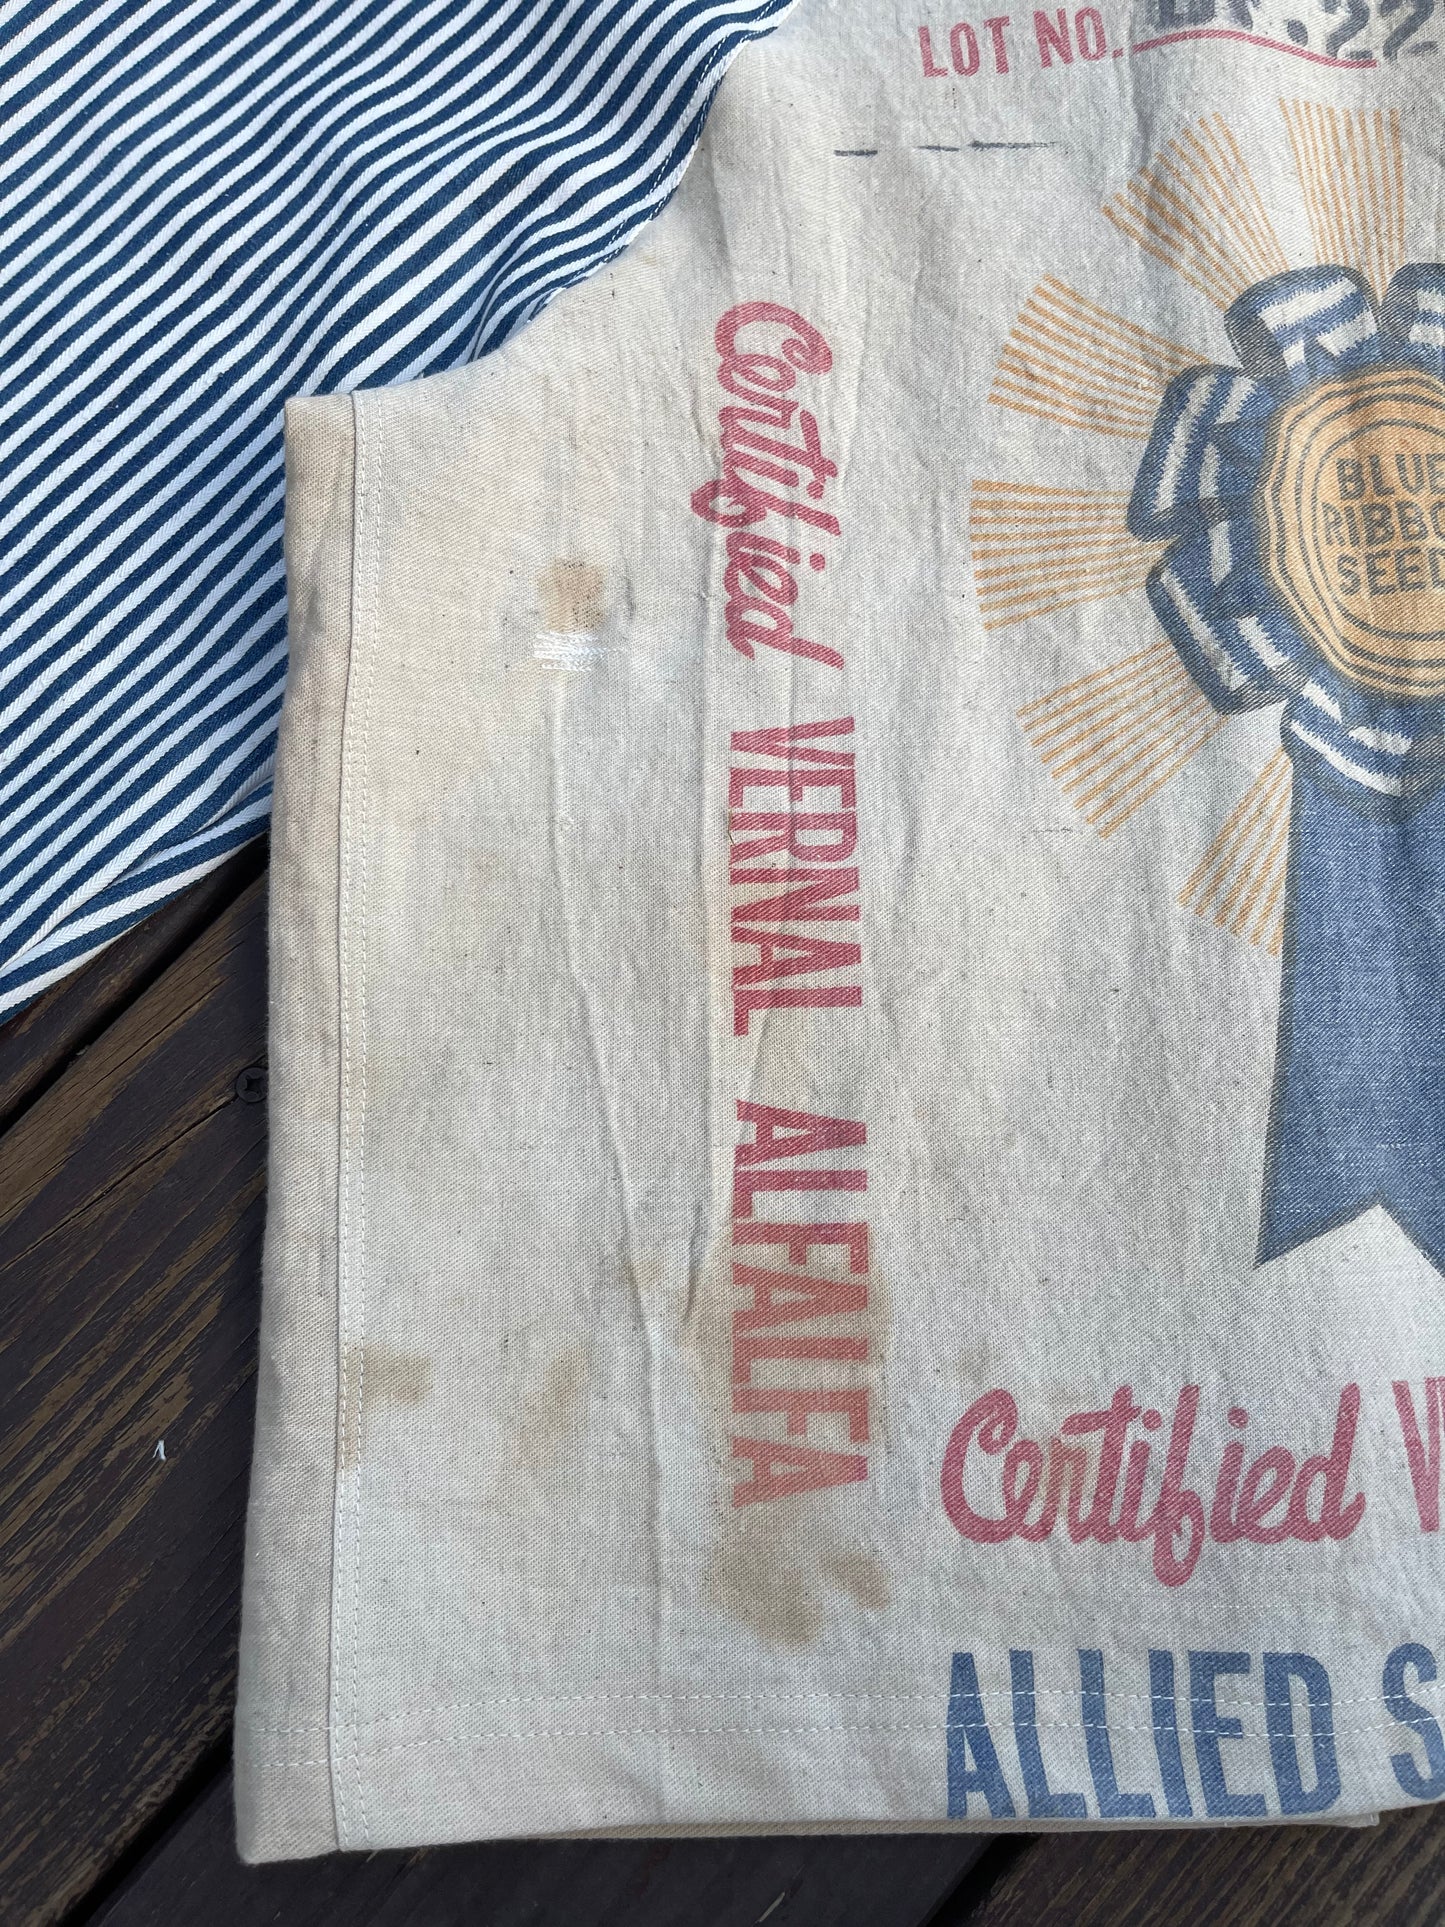 LOT NO.
Certified VERNAL ALFALFA
BLUE
RIBBO
SEED
Certified V
ALLIED S